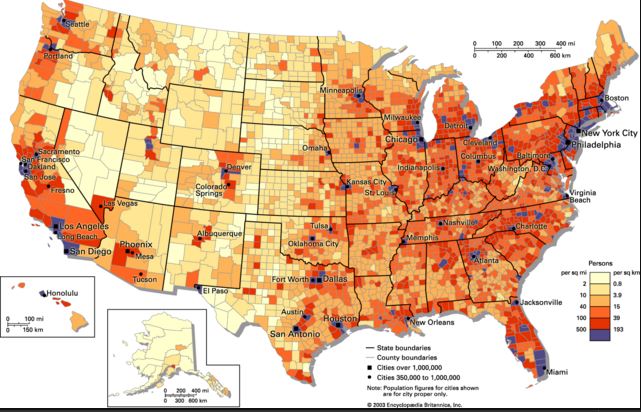 Seattle
Portland
0 100 200 300 400 mi
0 200 400 600 km
Minneapolis
Boston
Milwaukee
Detroit
New York City
Chicago
Cleveland
Philadelphia
Sacramento
San Francisco
Oakland
San Jose
Omaha
Columbus
Baltimore
Indianapolis
Washington, D.C.
Denver
Kansas City
Colorado
Springs
St. Louis
Fresno
Virginia
Beach
Las Vegas
Nashville
Charlotte
Los Angeles
Long Beach
Albuquerque
Tulsa
Memphis
Oklahoma City
San Diego
Phoenix
Mesa
Atlanta
Tucson
Fort Worth
Dallas
El Paso
Jacksonville
Austin
Houston
New Orleans
San Antonio
Miami
Honolulu
0 100 mi
0 150 km
0 200 400 mi
0 300 600 km
Persons
per sq mi per sq km
2 0.8
10 3.9
40 15
100 39
500 193
State boundaries
County boundaries
Cities over 1,000,000
Cities 350,000 to 1,000,000
Note: Population figures for cities shown
are for city proper only.
© 2003 Encyclopædia Britannica, Inc.